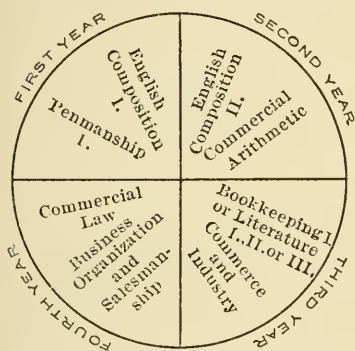 FIRST YEAR
English
Composition
I.
Penmanship
I.
SECOND YEAR
English
Composition
II.
Commercial
Arithmetic
THIRD YEAR
Bookkeeping I.
or Literature
I., II. or III.
Commerce
and
Industry
FOURTH YEAR
Commercial
Law
Business
Organization
and
Salesman-
ship